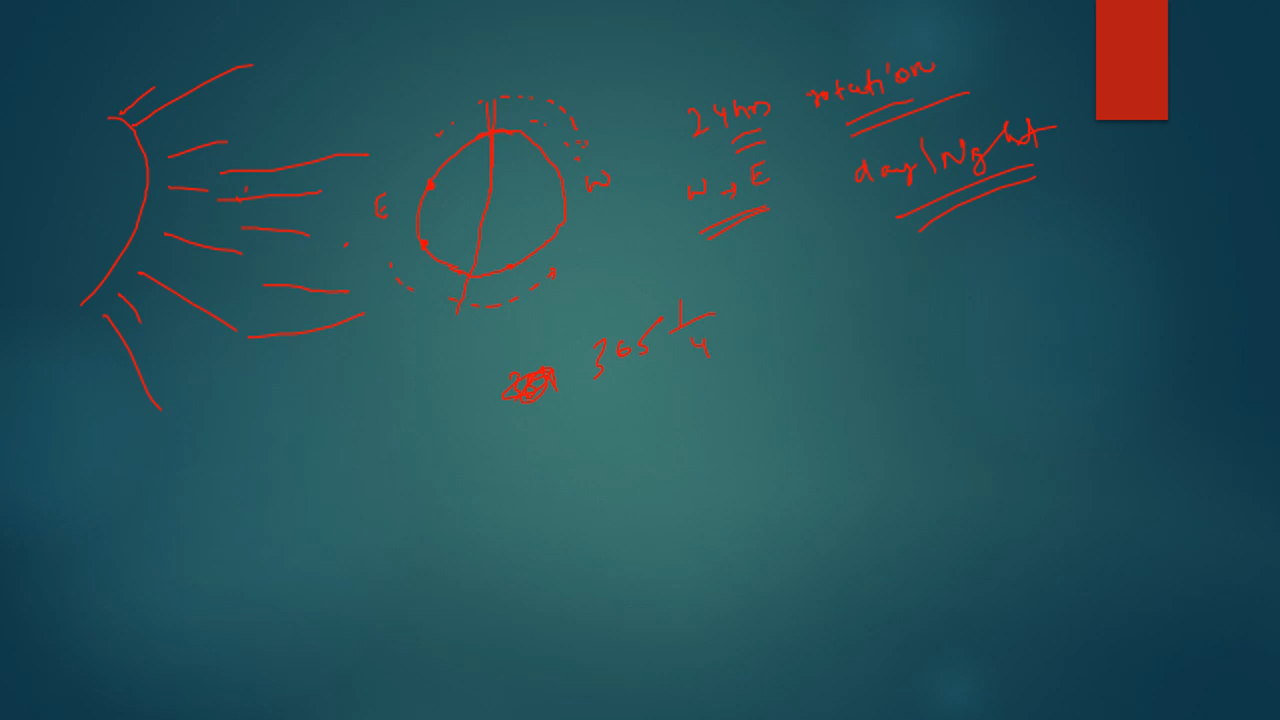 24 hrs rotation
W → E day\Night
E W
365 1/4